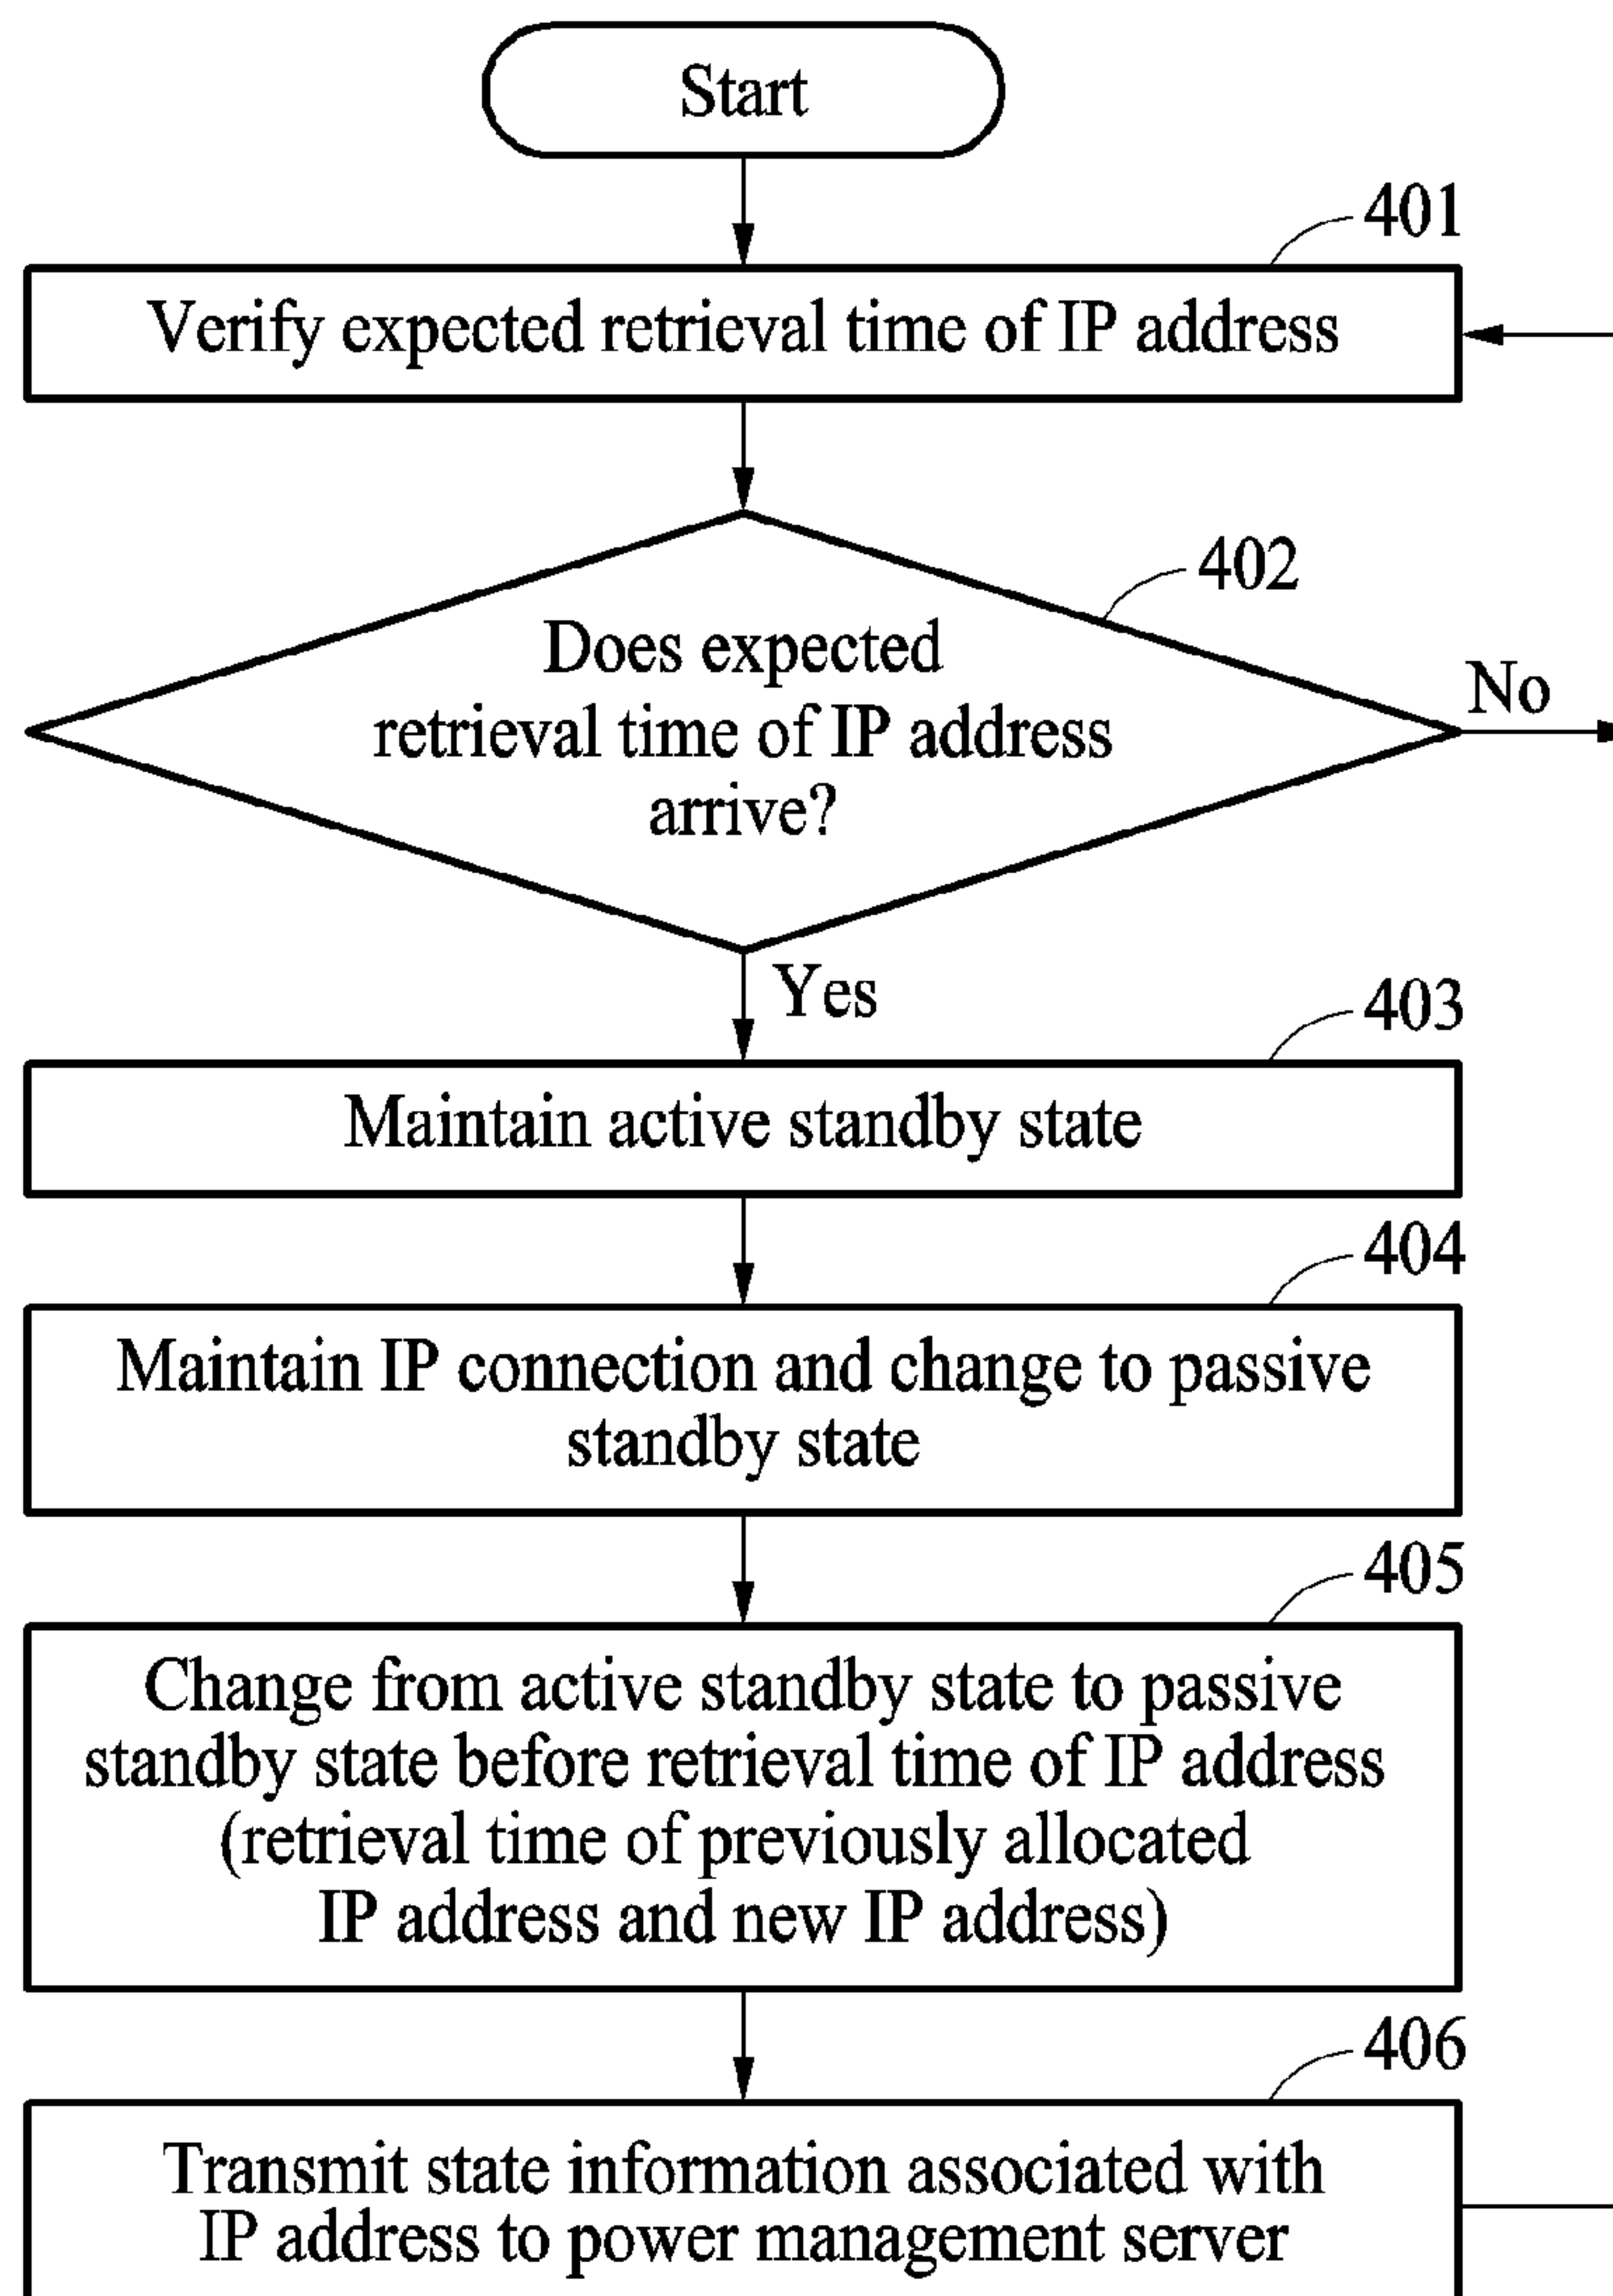 Start
401
Verify expected retrieval time of IP address
402
Does expected
retrieval time of IP address
arrive?
No
Yes
403
Maintain active standby state
404
Maintain IP connection and change to passive
standby state
405
Change from active standby state to passive
standby state before retrieval time of IP address
(retrieval time of previously allocated
IP address and new IP address)
406
Transmit state information associated with
IP address to power management server